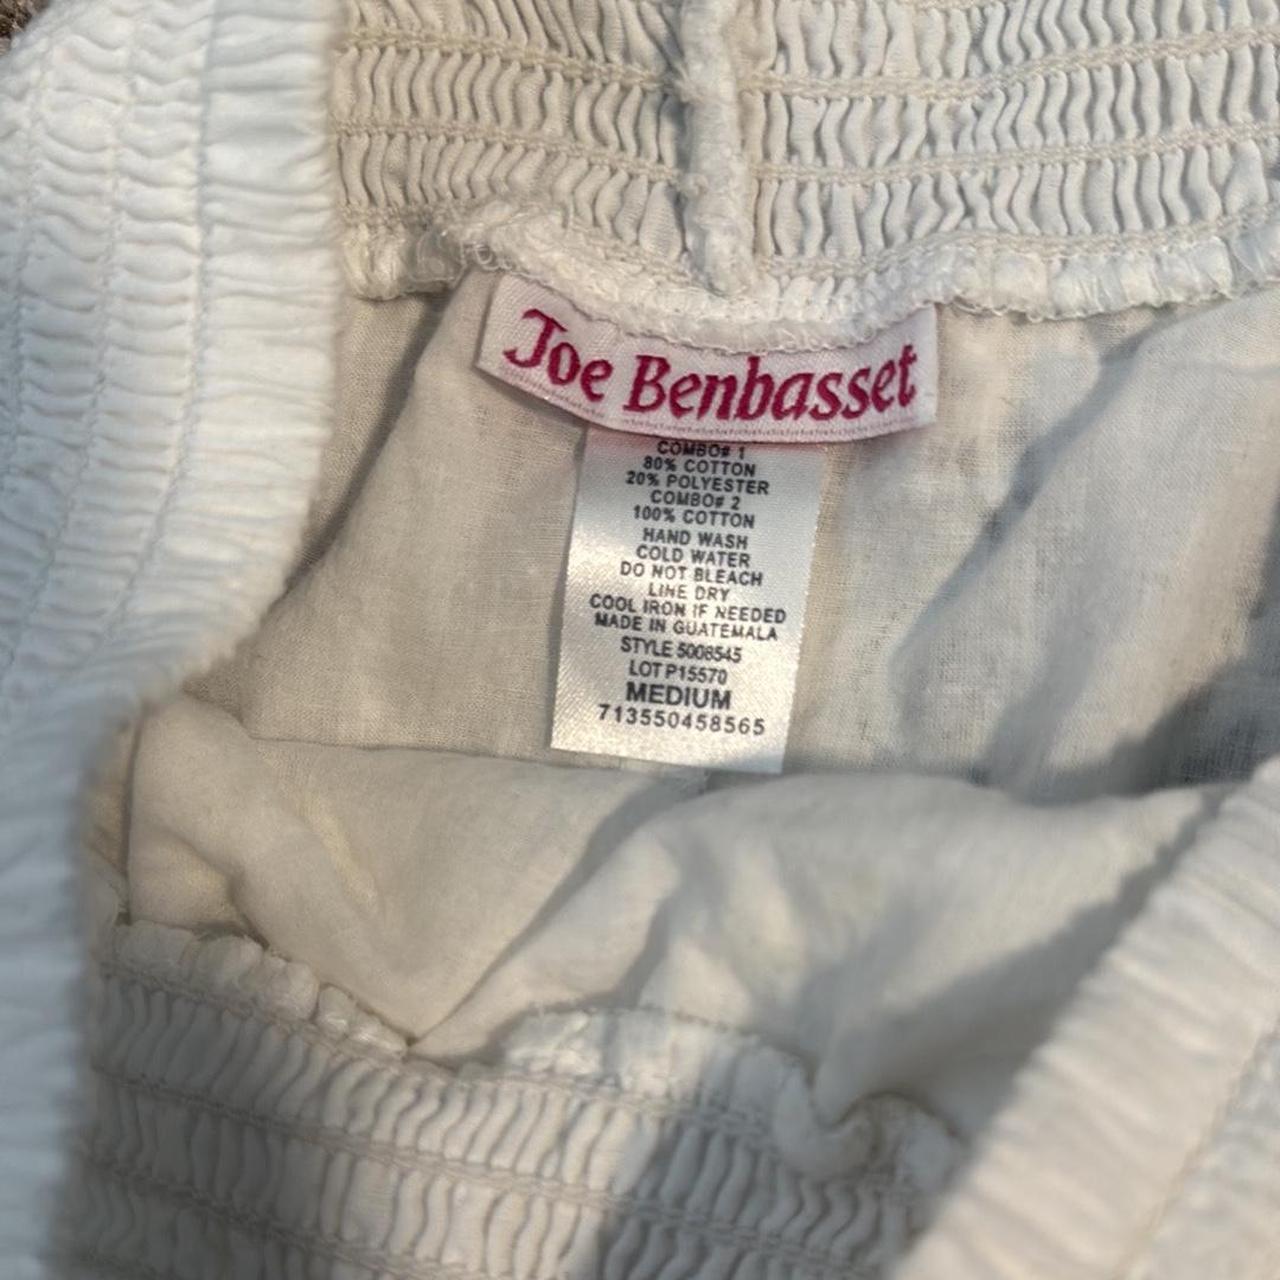 Joe Benbasset
COMBO# 1
80% COTTON
20% POLYESTER
COMBO# 2
100% COTTON
HAND WASH
COLD WATER
DO NOT BLEACH
LINE DRY
COOL IRON IF NEEDED
MADE IN GUATEMALA
STYLE 5008545
LOT P15570
MEDIUM
713550458565